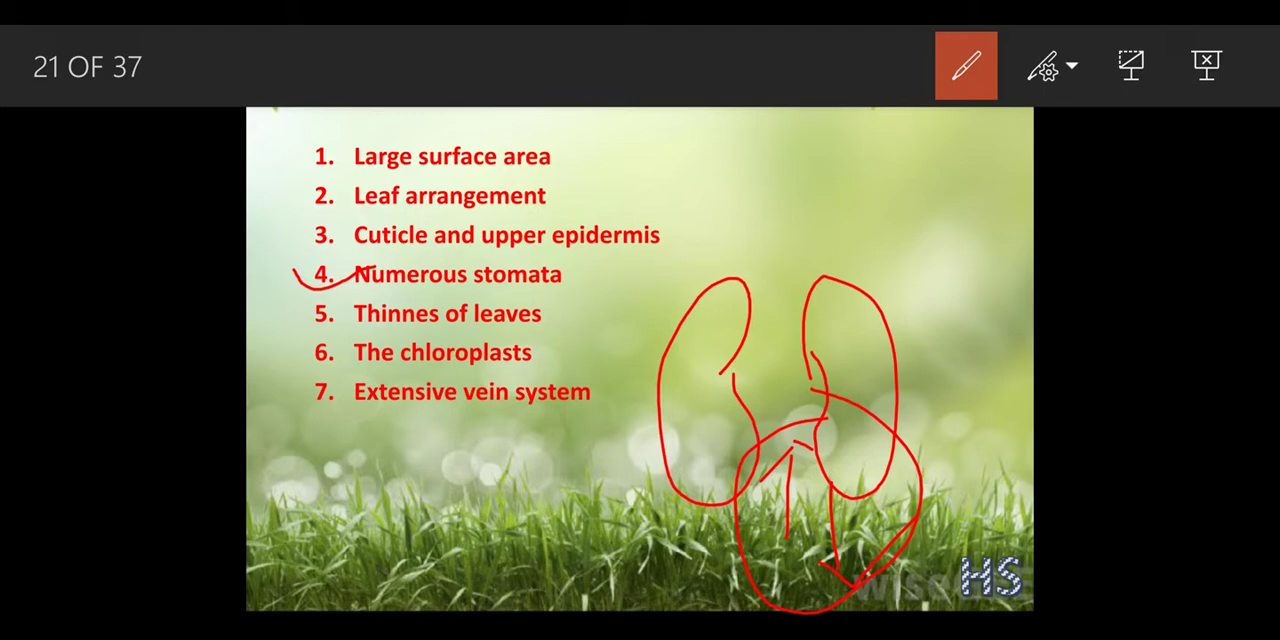 21 OF 37
1. Large surface area
2. Leaf arrangement
3. Cuticle and upper epidermis
4. Numerous stomata
5. Thinnes of leaves
6. The chloroplasts
7. Extensive vein system
HS